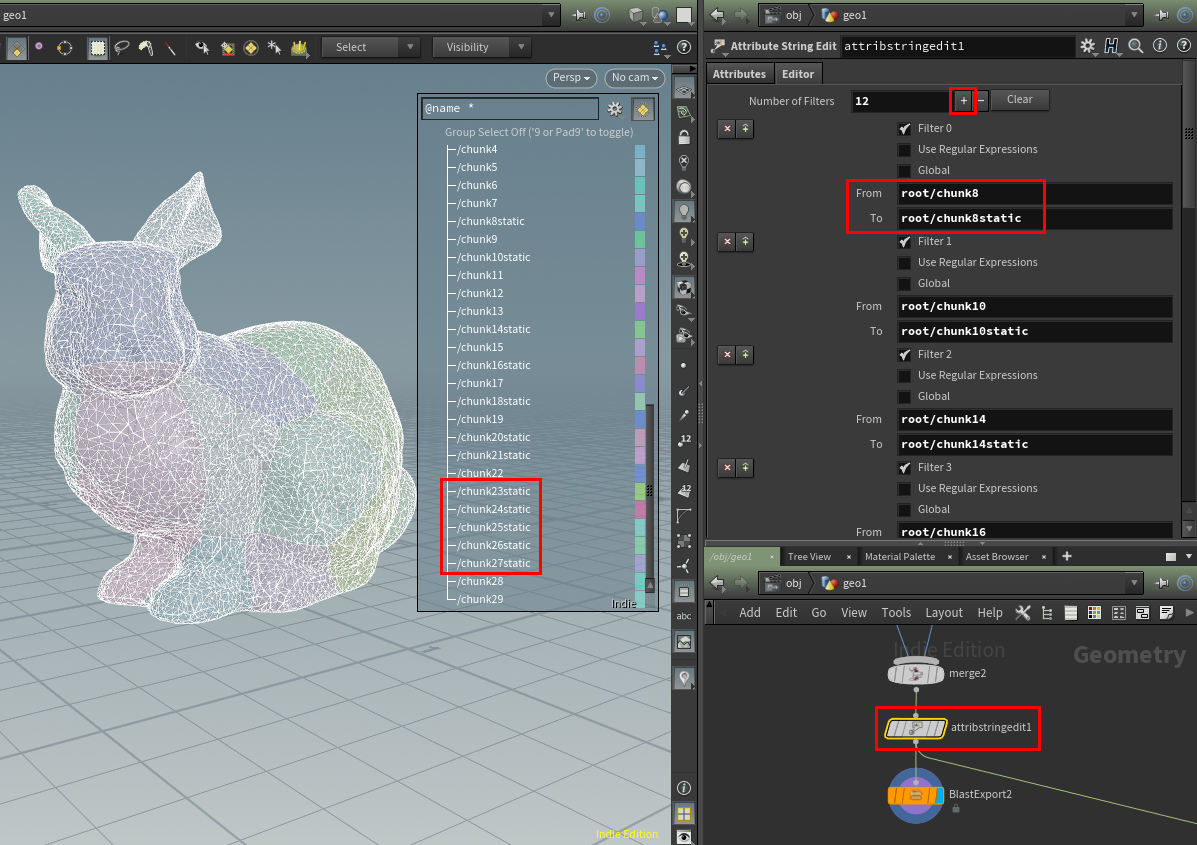 geo1
Select
Visibility
Persp
No cam
@name *
Group Select Off ('9 or Pad9' to toggle)
/chunk4
/chunk5
/chunk6
/chunk7
/chunk8static
/chunk9
/chunk10static
/chunk11
/chunk12
/chunk13
/chunk14static
/chunk15
/chunk16static
/chunk17
/chunk18static
/chunk19
/chunk20static
/chunk21static
/chunk22
/chunk23static
/chunk24static
/chunk25static
/chunk26static
/chunk27static
/chunk28
/chunk29
Indie
Indie Edition
12
12
abc
obj geo1
Attribute String Edit attribstringedit1
Attributes Editor
Number of Filters 12 + − Clear
Filter 0
Use Regular Expressions
Global
From root/chunk8
To root/chunk8static
Filter 1
Use Regular Expressions
Global
From root/chunk10
To root/chunk10static
Filter 2
Use Regular Expressions
Global
From root/chunk14
To root/chunk14static
Filter 3
Use Regular Expressions
Global
From root/chunk16
/obj/geo1 × Tree View × Material Palette × Asset Browser × +
obj geo1
Add Edit Go View Tools Layout Help
Indie Edition
Geometry
merge2
attribstringedit1
BlastExport2